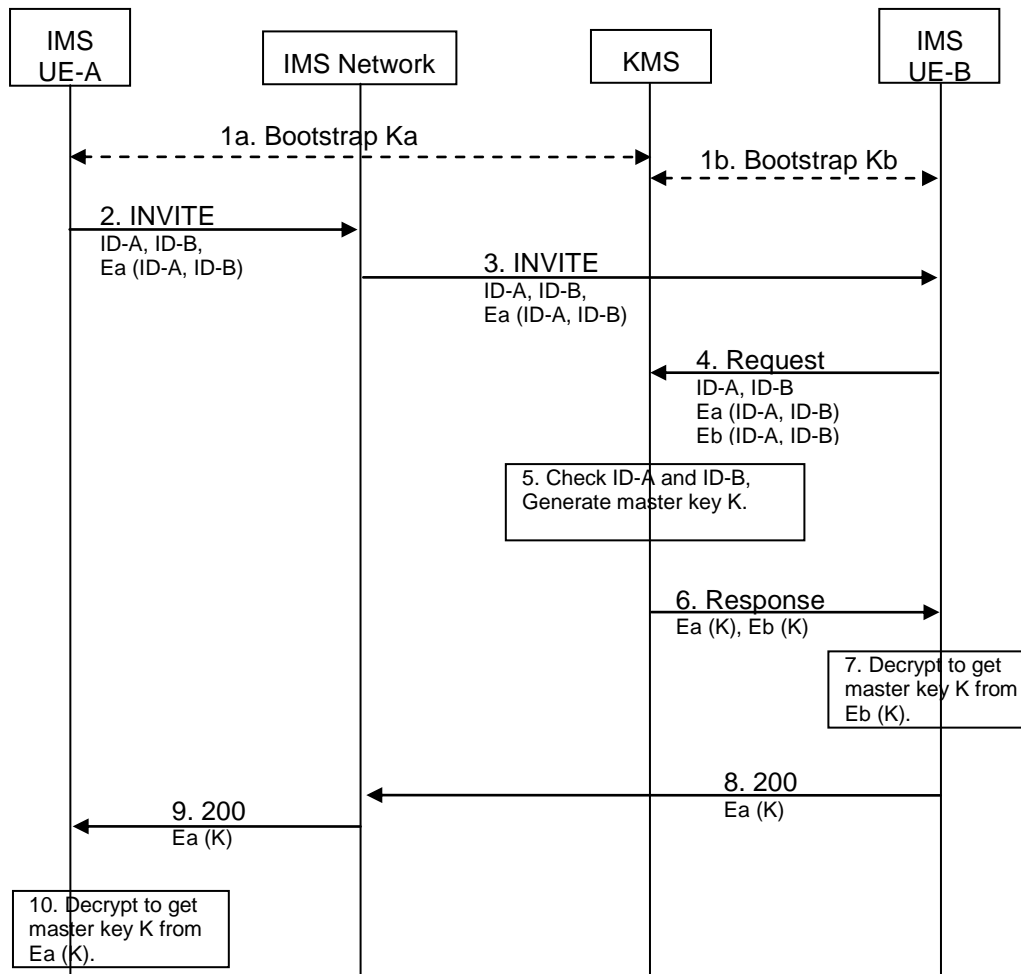 IMS
UE-A
IMS Network
KMS
IMS
UE-B
1a. Bootstrap Ka
1b. Bootstrap Kb
2. INVITE
ID-A, ID-B,
Ea (ID-A, ID-B)
3. INVITE
ID-A, ID-B,
Ea (ID-A, ID-B)
4. Request
ID-A, ID-B
Ea (ID-A, ID-B)
Eb (ID-A, ID-B)
5. Check ID-A and ID-B,
Generate master key K.
6. Response
Ea (K), Eb (K)
7. Decrypt to get
master key K from
Eb (K).
8. 200
Ea (K)
9. 200
Ea (K)
10. Decrypt to get
master key K from
Ea (K).